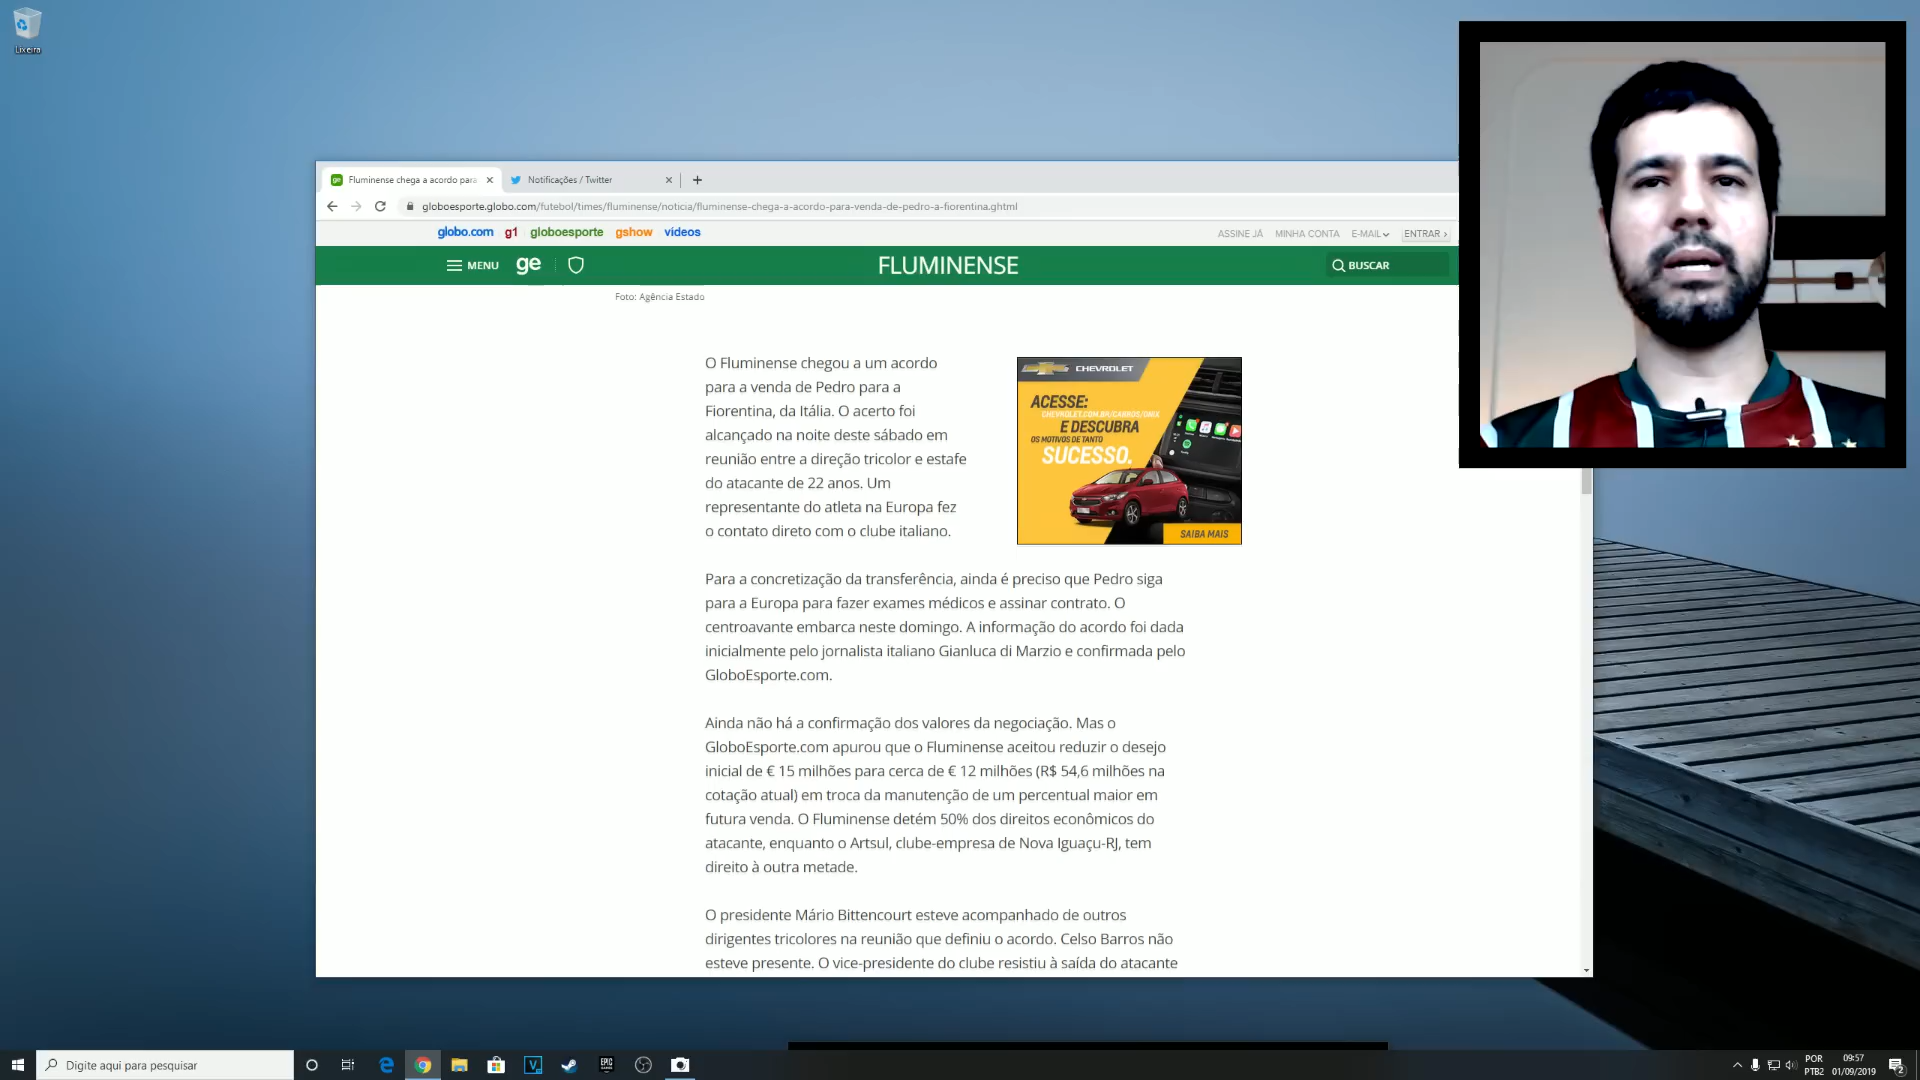 Lixeira
Fluminense chega a acordo para
Notificações / Twitter
globoesporte.globo.com/futebol/times/fluminense/noticia/fluminense-chega-a-acordo-para-venda-de-pedro-a-fiorentina.ghtml
globo.com g1 globoesporte gshow vídeos
ASSINE JÁ MINHA CONTA E-MAIL ENTRAR ›
MENU ge FLUMINENSE BUSCAR
Foto: Agência Estado
O Fluminense chegou a um acordo
para a venda de Pedro para a
Fiorentina, da Itália. O acerto foi
alcançado na noite deste sábado em
reunião entre a direção tricolor e estafe
do atacante de 22 anos. Um
representante do atleta na Europa fez
o contato direto com o clube italiano.
CHEVROLET
ACESSE:
CHEVROLET.COM.BR/CARROS/ONIX
E DESCUBRA
OS MOTIVOS DE TANTO
SUCESSO.
SAIBA MAIS
Para a concretização da transferência, ainda é preciso que Pedro siga
para a Europa para fazer exames médicos e assinar contrato. O
centroavante embarca neste domingo. A informação do acordo foi dada
inicialmente pelo jornalista italiano Gianluca di Marzio e confirmada pelo
GloboEsporte.com.
Ainda não há a confirmação dos valores da negociação. Mas o
GloboEsporte.com apurou que o Fluminense aceitou reduzir o desejo
inicial de € 15 milhões para cerca de € 12 milhões (R$ 54,6 milhões na
cotação atual) em troca da manutenção de um percentual maior em
futura venda. O Fluminense detém 50% dos direitos econômicos do
atacante, enquanto o Artsul, clube-empresa de Nova Iguaçu-RJ, tem
direito à outra metade.
O presidente Mário Bittencourt esteve acompanhado de outros
dirigentes tricolores na reunião que definiu o acordo. Celso Barros não
esteve presente. O vice-presidente do clube resistiu à saída do atacante
Digite aqui para pesquisar
EPIC GAMES
POR
PTB2
09:57
01/09/2019
2